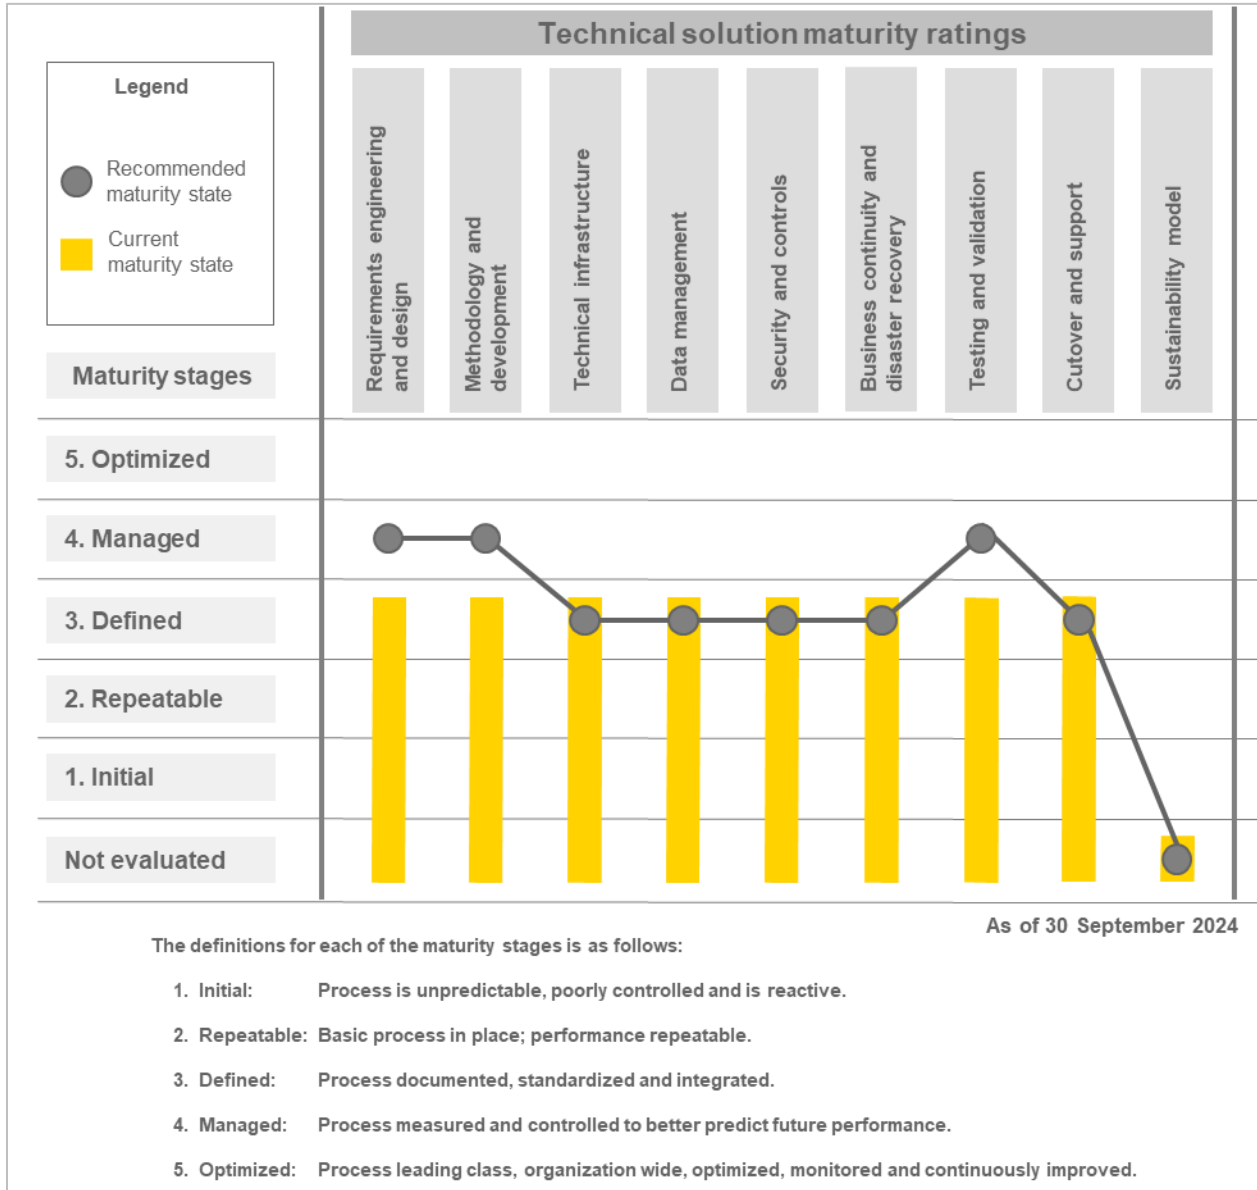 Technical solution maturity ratings
Legend
Recommended
maturity state
Current
maturity state
Maturity stages
Requirements engineering
and design
Methodology and
development
Technical infrastructure
Data management
Security and controls
Business continuity and
disaster recovery
Testing and validation
Cutover and support
Sustainability model
5. Optimized
4. Managed
3. Defined
2. Repeatable
1. Initial
Not evaluated
As of 30 September 2024
The definitions for each of the maturity stages is as follows:
1. Initial: Process is unpredictable, poorly controlled and is reactive.
2. Repeatable: Basic process in place; performance repeatable.
3. Defined: Process documented, standardized and integrated.
4. Managed: Process measured and controlled to better predict future performance.
5. Optimized: Process leading class, organization wide, optimized, monitored and continuously improved.